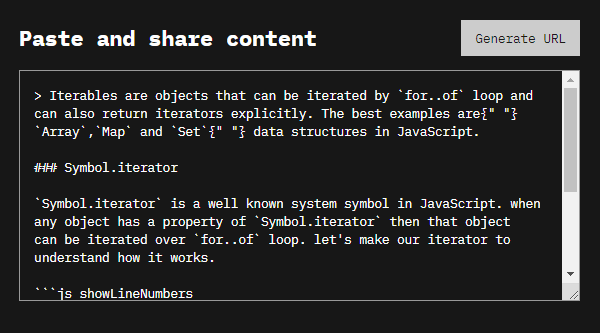 Paste and share content
Generate URL
> Iterables are objects that can be iterated by `for..of` loop and
can also return iterators explicitly. The best examples are{" "}
`Array`,`Map` and `Set`{" "} data structures in JavaScript.
### Symbol.iterator
`Symbol.iterator` is a well known system symbol in JavaScript. when
any object has a property of `Symbol.iterator` then that object
can be iterated over `for..of` loop. let's make our iterator to
understand how it works.
```js showLineNumbers